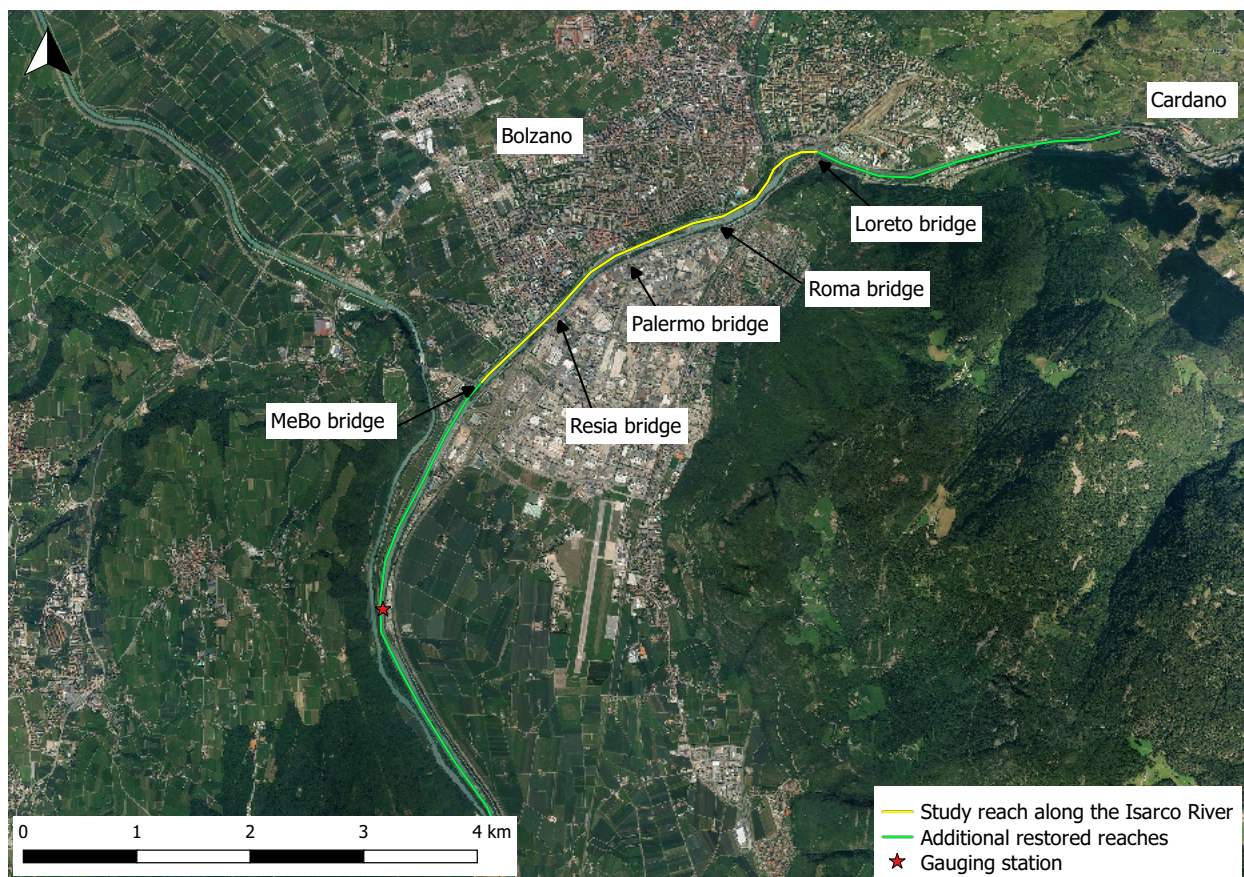 Cardano
Bolzano
Loreto bridge
Roma bridge
Palermo bridge
MeBo bridge
Resia bridge
0 1 2 3 4 km
Study reach along the Isarco River
Additional restored reaches
Gauging station